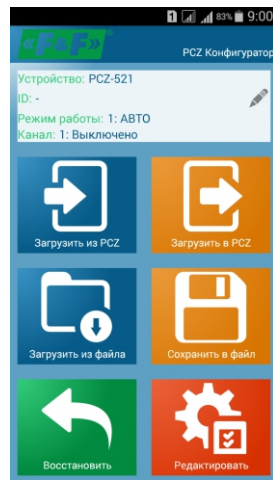 1 83% 9:00
«F&F»
PCZ Конфигуратор
Устройство: PCZ-521
ID: -
Режим работы: 1: АВТО
Канал: 1: Выключено
Загрузить из PCZ
Загрузить в PCZ
Загрузить из файла
Сохранить в файл
Восстановить
Редактировать